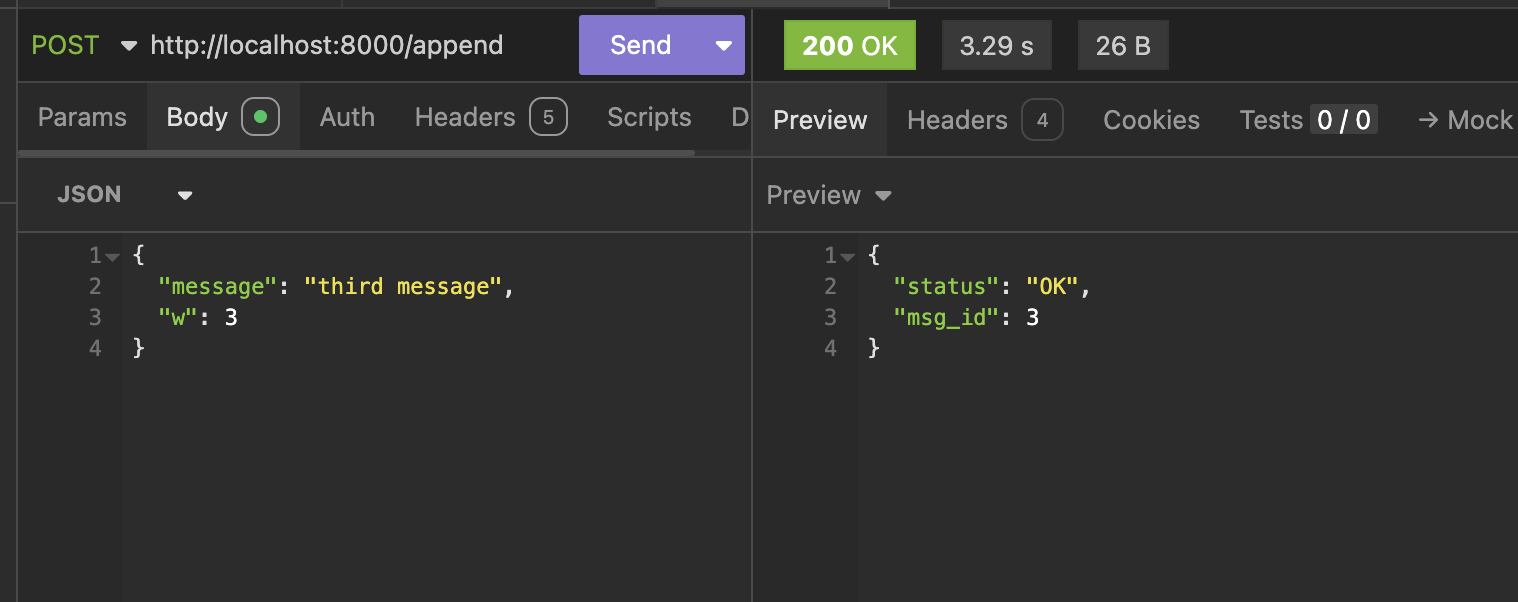 POST http://localhost:8000/append Send
Params Body Auth Headers 5 Scripts D
JSON
1 {
2 "message": "third message",
3 "w": 3
4 }
200 OK 3.29 s 26 B
Preview Headers 4 Cookies Tests 0 / 0 → Mock
Preview
1 {
2 "status": "OK",
3 "msg_id": 3
4 }